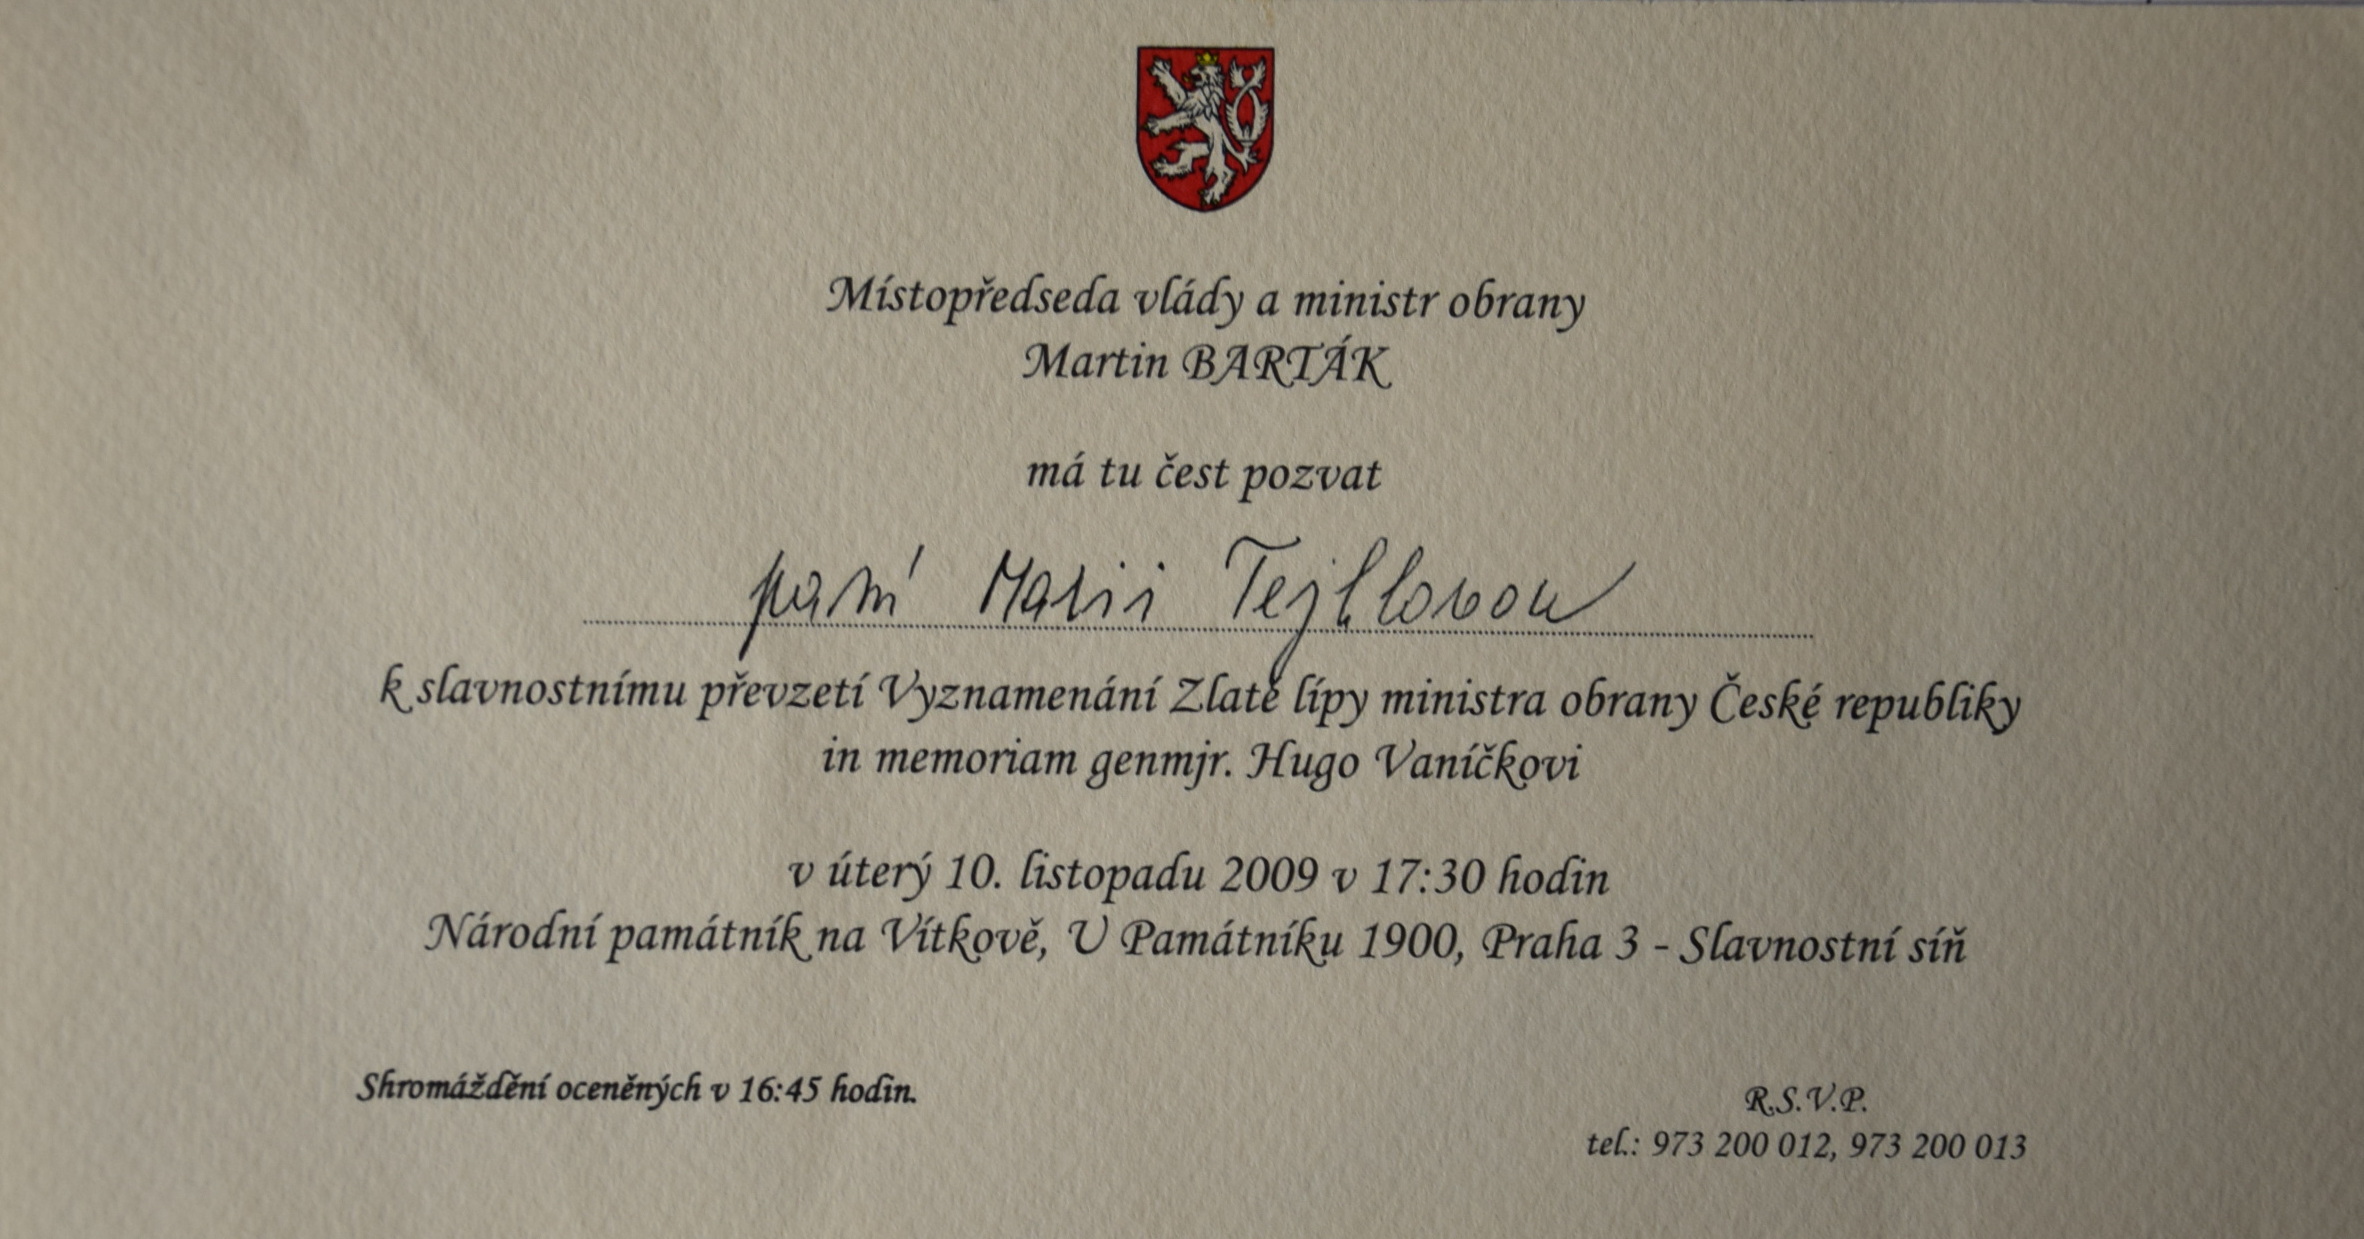 Místopředseda vlády a ministr obrany
Martin BARTÁK
má tu čest pozvat
paní Marii Tejklovou
k slavnostnímu převzetí Vyznamenání Zlaté lípy ministra obrany České republiky
in memoriam genmjr. Hugo Vaníčkovi
v úterý 10. listopadu 2009 v 17:30 hodin
Národní památník na Vítkově, U Památníku 1900, Praha 3 - Slavnostní síň
Shromáždění oceněných v 16:45 hodin.
R.S.V.P.
tel.: 973 200 012, 973 200 013